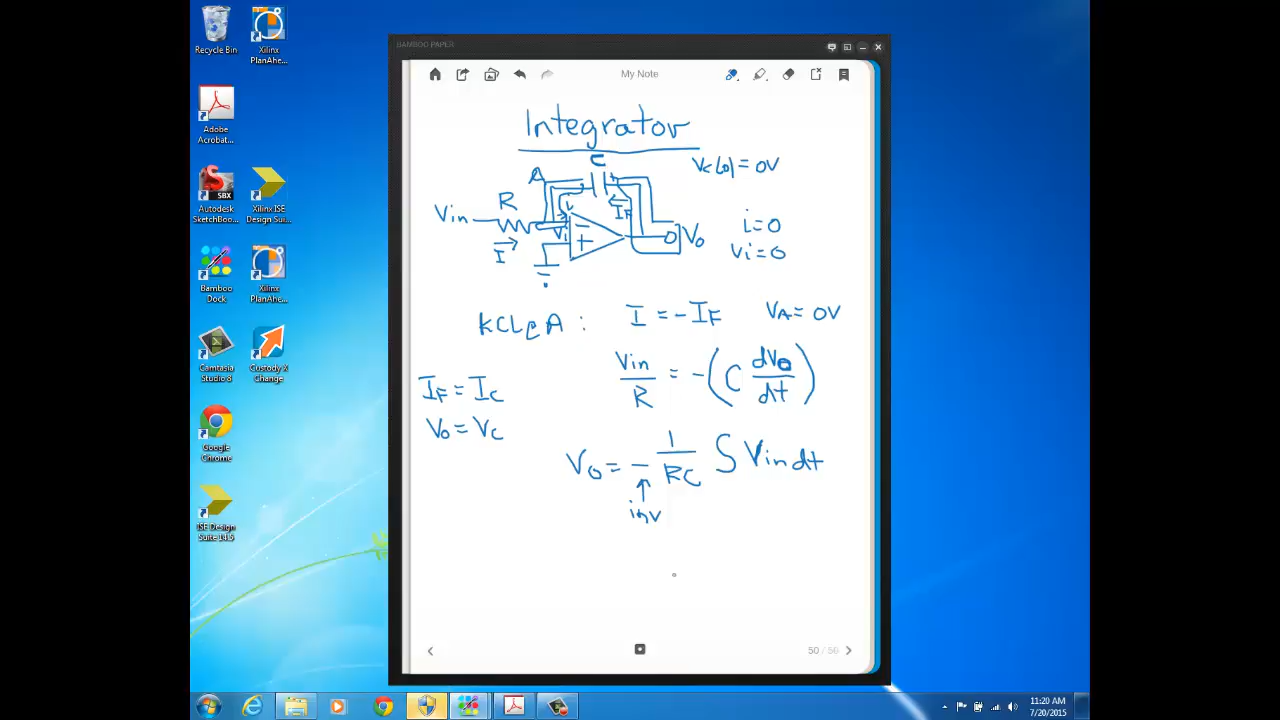 Recycle Bin
Xilinx PlanAhe...
Adobe Acrobat...
Autodesk SketchBoo...
Xilinx ISE Design Sui...
Bamboo Dock
Xilinx PlanAhe...
Camtasia Studio 8
Custody X Change
Google Chrome
ISE Design Suite 14.6
BAMBOO PAPER
My Note
Integrator
C
Vc(0) = 0V
A
R
Vin
i
IF
Vi
I
Vo
i = 0
Vi = 0
KCL@A :
I = -IF
VA = 0V
Vin/R = -(C dVo/dt)
IF = IC
Vo = VC
Vo = - 1/RC ∫ Vin dt
inv
50 / 56
11:20 AM
7/20/2015